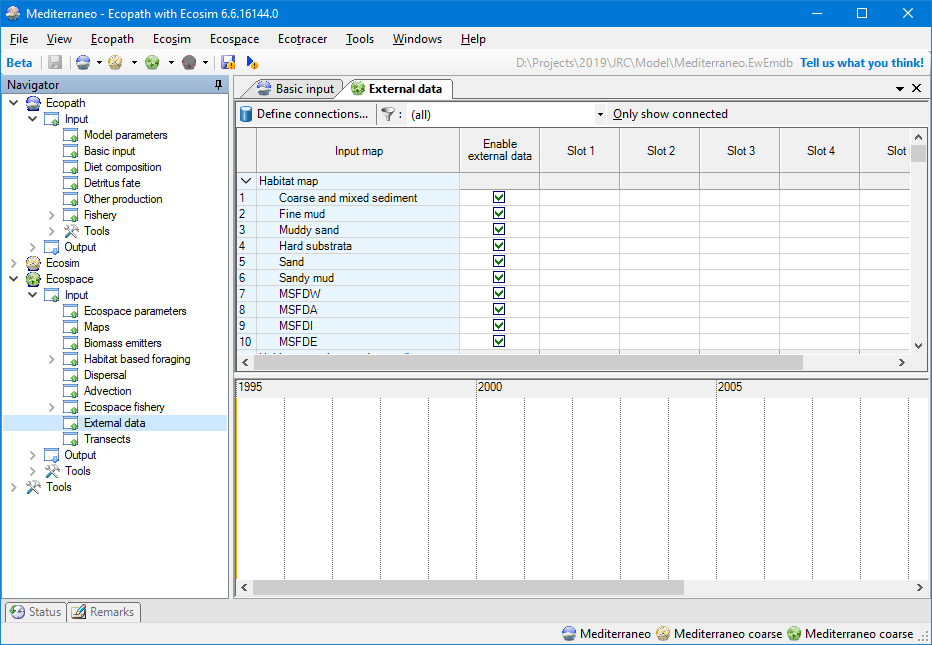 Mediterraneo - Ecopath with Ecosim 6.6.16144.0
File View Ecopath Ecosim Ecospace Ecotracer Tools Windows Help
Beta D:\Projects\2019\JRC\Model\Mediterraneo.EwEmdb Tell us what you think!
Navigator
Ecopath
Input
Model parameters
Basic input
Diet composition
Detritus fate
Other production
Fishery
Tools
Output
Ecosim
Ecospace
Input
Ecospace parameters
Maps
Biomass emitters
Habitat based foraging
Dispersal
Advection
Ecospace fishery
External data
Transects
Output
Tools
Tools
Basic input External data
Define connections... : (all) Only show connected
Input map Enable external data Slot 1 Slot 2 Slot 3 Slot 4 Slot
Habitat map
1 Coarse and mixed sediment
2 Fine mud
3 Muddy sand
4 Hard substrata
5 Sand
6 Sandy mud
7 MSFDW
8 MSFDA
9 MSFDI
10 MSFDE
1995 2000 2005
Status Remarks
Mediterraneo Mediterraneo coarse Mediterraneo coarse